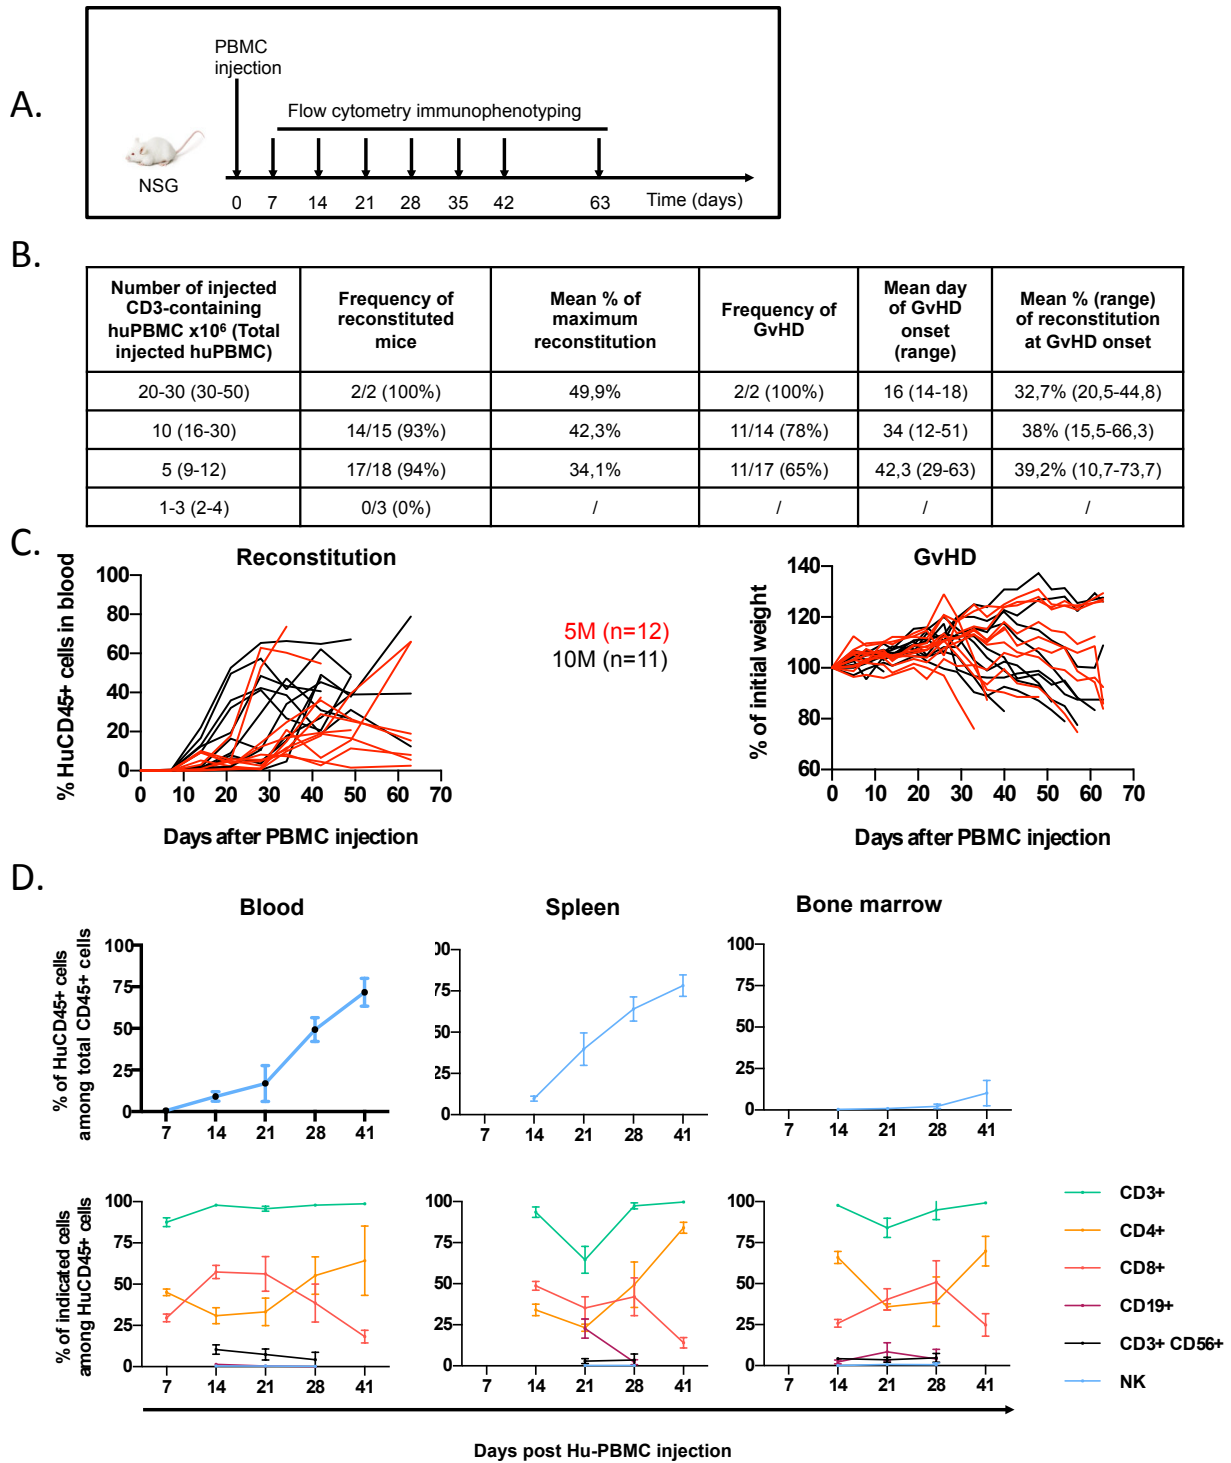 A.
PBMC
injection
Flow cytometry immunophenotyping
NSG
0 7 14 21 28 35 42 63 Time (days)
B.
Number of injected
CD3-containing
huPBMC x10⁶ (Total
injected huPBMC)
Frequency of
reconstituted
mice
Mean % of
maximum
reconstitution
Frequency of
GvHD
Mean day
of GvHD
onset
(range)
Mean % (range)
of reconstitution
at GvHD onset
20-30 (30-50) 2/2 (100%) 49,9% 2/2 (100%) 16 (14-18) 32,7% (20,5-44,8)
10 (16-30) 14/15 (93%) 42,3% 11/14 (78%) 34 (12-51) 38% (15,5-66,3)
5 (9-12) 17/18 (94%) 34,1% 11/17 (65%) 42,3 (29-63) 39,2% (10,7-73,7)
1-3 (2-4) 0/3 (0%) / / / /
C.
Reconstitution
% HuCD45+ cells in blood
100
80
60
40
20
0
0 10 20 30 40 50 60 70
Days after PBMC injection
5M (n=12)
10M (n=11)
GvHD
% of initial weight
140
120
100
80
60
0 10 20 30 40 50 60 70
Days after PBMC injection
D.
Blood
% of HuCD45+ cells
among total CD45+ cells
100
75
50
25
0
7 14 21 28 41
Spleen
00
75
50
25
0
7 14 21 28 41
Bone marrow
100
75
50
25
0
7 14 21 28 41
% of indicated cells
among HuCD45+ cells
100
75
50
25
0
7 14 21 28 41
100
75
50
25
0
7 14 21 28 41
100
75
50
25
0
7 14 21 28 41
CD3+
CD4+
CD8+
CD19+
CD3+ CD56+
NK
Days post Hu-PBMC injection